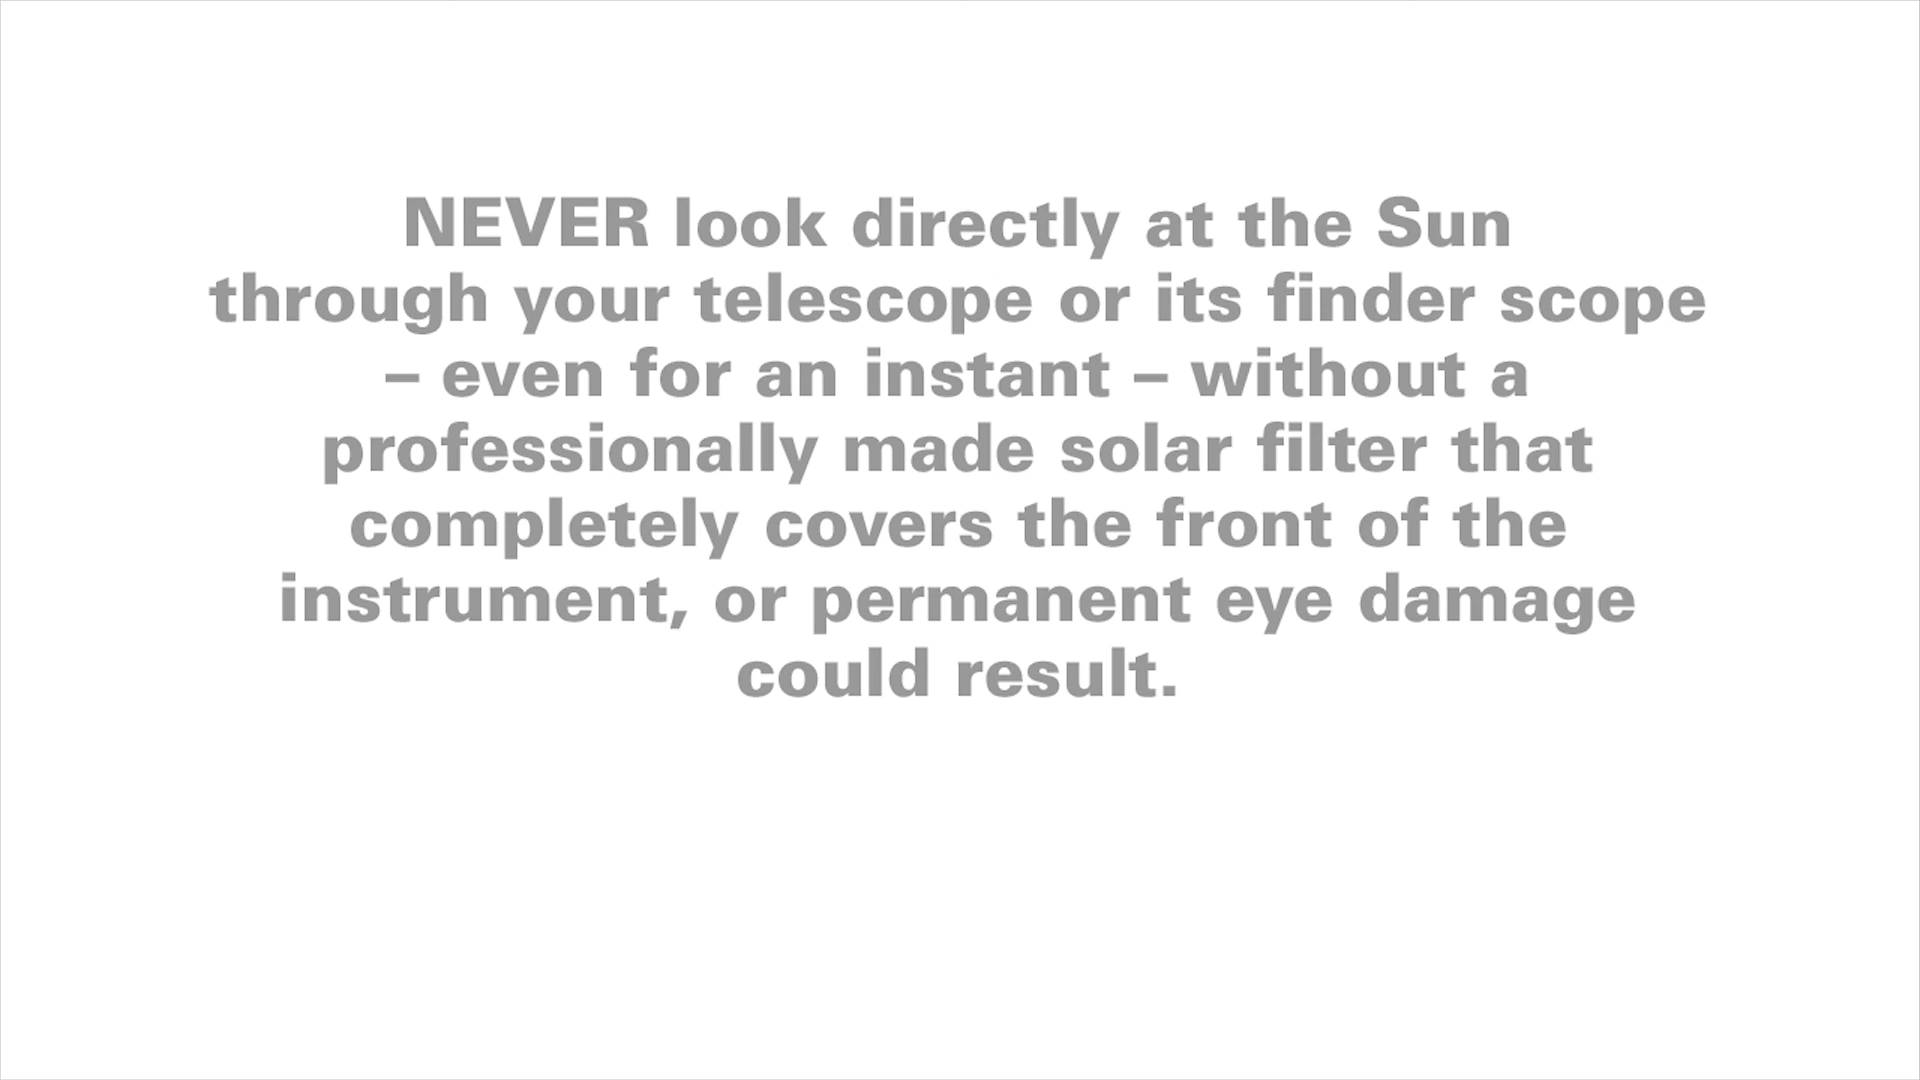 NEVER look directly at the Sun
through your telescope or its finder scope
– even for an instant – without a
professionally made solar filter that
completely covers the front of the
instrument, or permanent eye damage
could result.